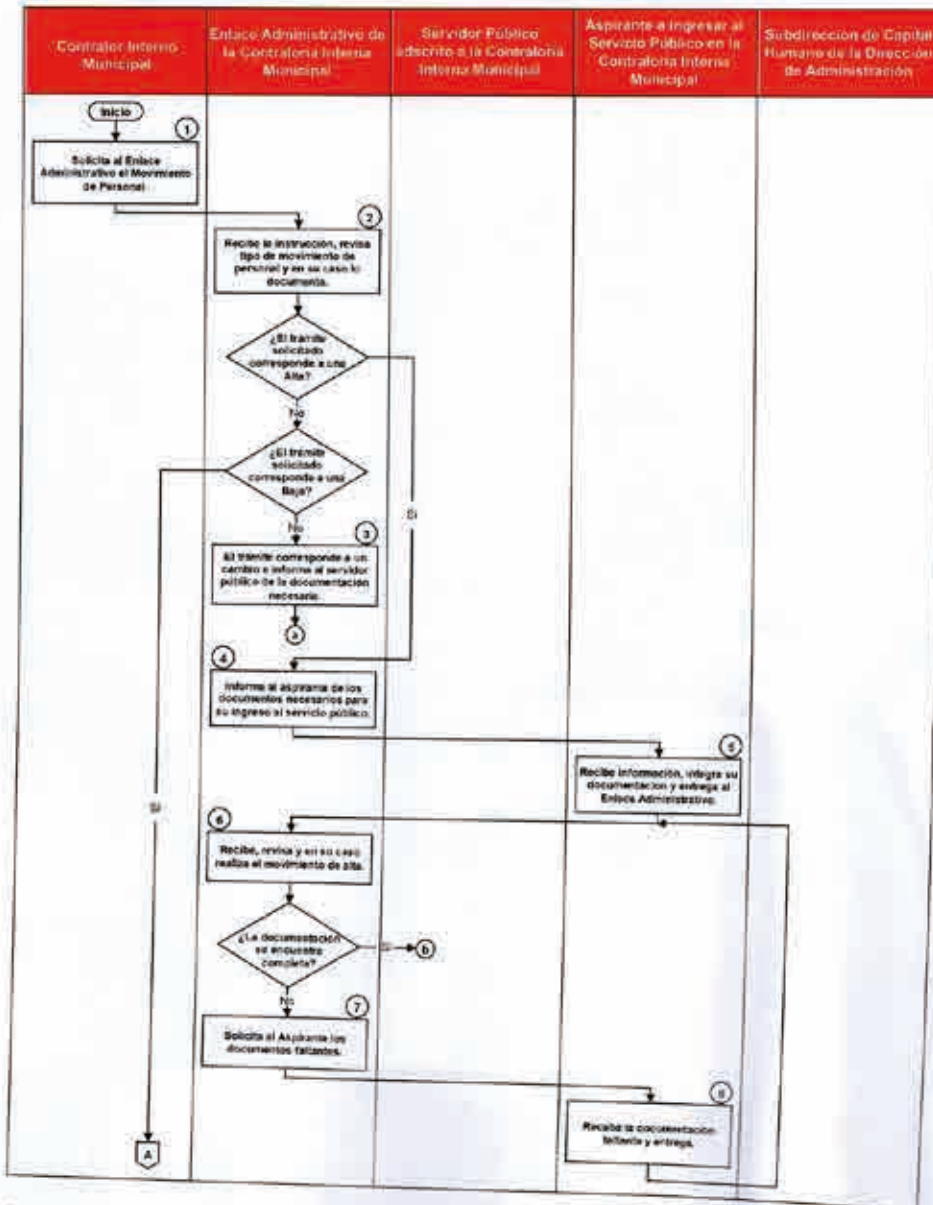 Contralor Interno
Municipal
Enlace Administrativo de
la Contraloría Interna
Municipal
Servidor Público
adscrito a la Contraloría
Interna Municipal
Aspirante a Ingresar al
Servicio Público en la
Contraloría Interna
Municipal
Subdirección de Capital
Humano de la Dirección
de Administración
Inicio
1
Solicita al Enlace
Administrativo el Movimiento
de Personal
2
Recibe la instrucción, revisa
tipo de movimiento de
personal y en su caso lo
documenta.
¿El trámite
solicitado
corresponde a una
Alta?
No
¿El trámite
solicitado
corresponde a una
Baja?
Si
No
3
El trámite corresponde a un
cambio e informa al servidor
público de la documentación
necesaria.
a
4
Informa al aspirante de los
documentos necesarios para
su ingreso al servicio público.
5
Recibe información, integra su
documentación y entrega al
Enlace Administrativo.
Si
6
Recibe, revisa y en su caso
realiza el movimiento de alta.
¿La documentación
se encuentra
completa?
Si
b
No
7
Solicita al Aspirante los
documentos faltantes.
8
Recaba la documentación
faltante y entrega.
A